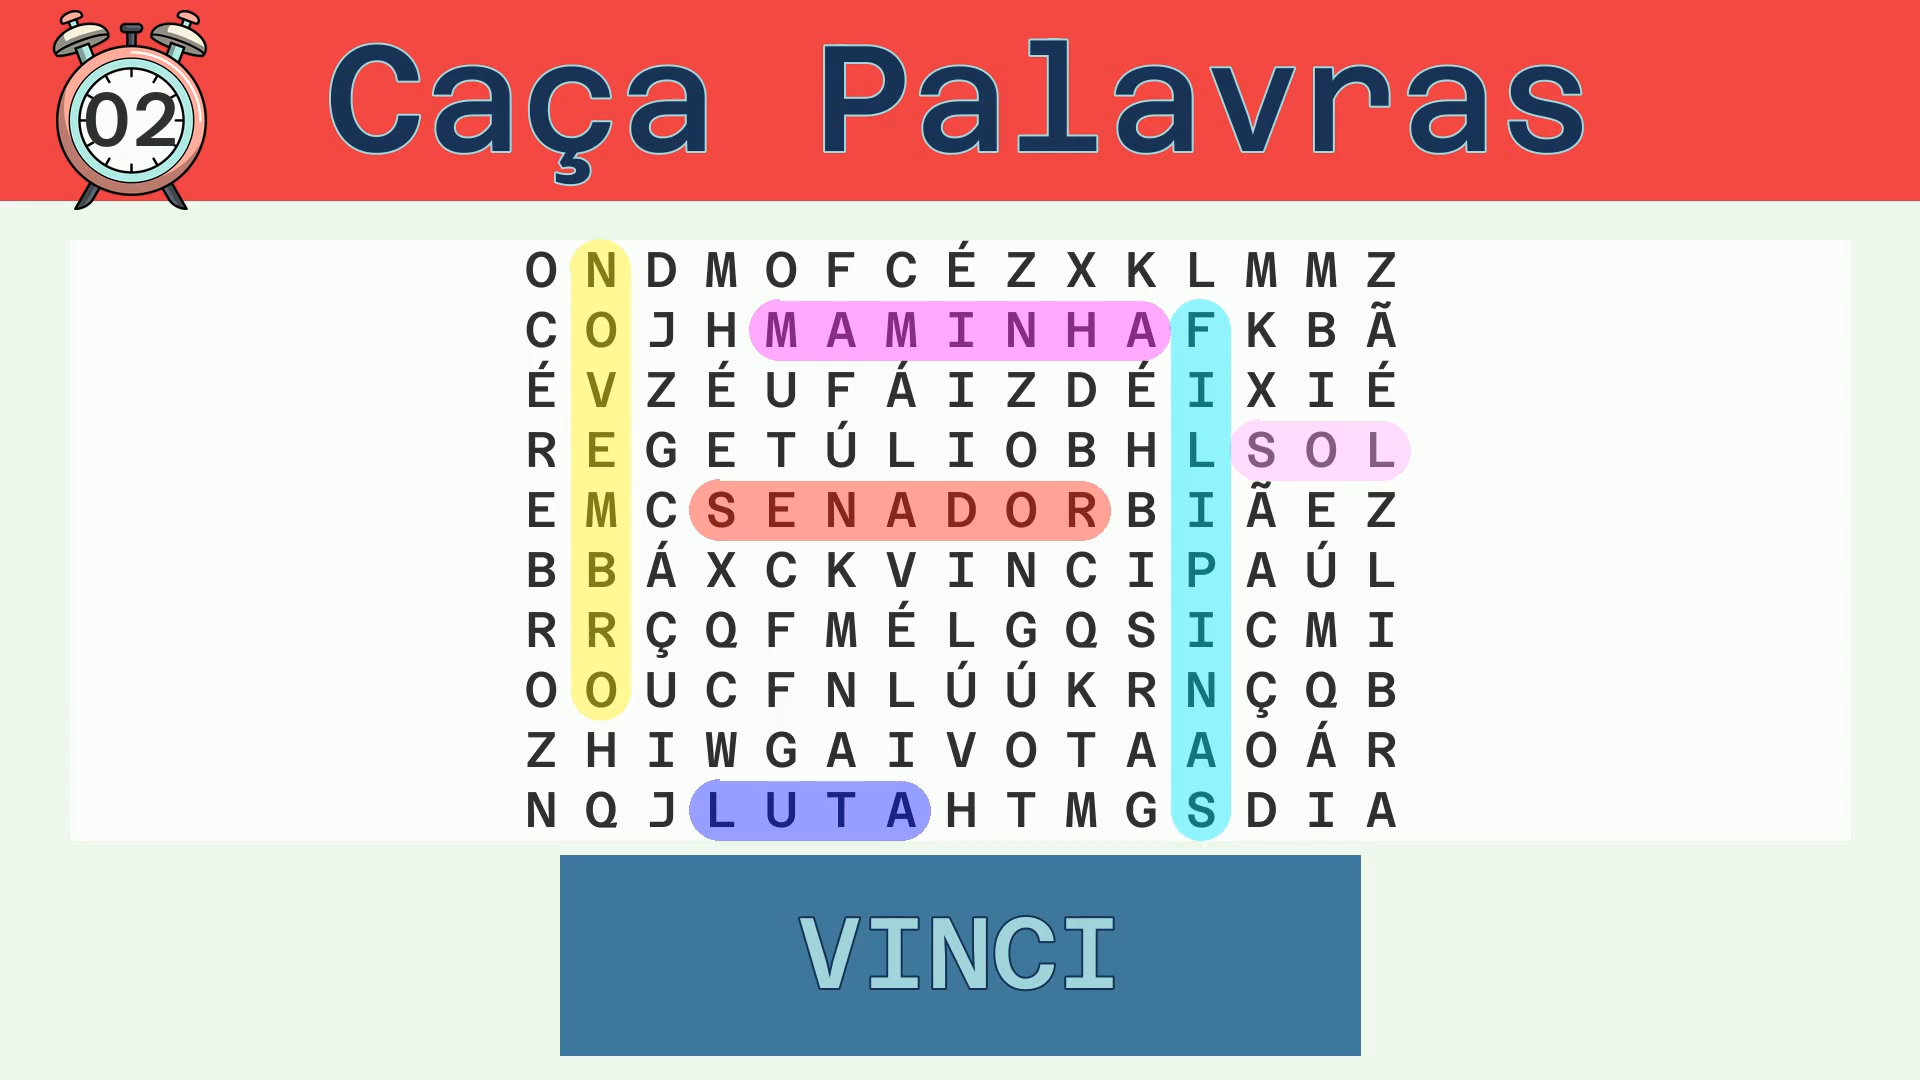 02
Caça Palavras
O N D M O F C É Z X K L M M Z
C O J H M A M I N H A F K B Ã
É V Z É U F Á I Z D É I X I É
R E G E T Ú L I O B H L S O L
E M C S E N A D O R B I Ã E Z
B B Á X C K V I N C I P A Ú L
R R Ç Q F M É L G Q S I C M I
O O U C F N L Ú Ú K R N Ç Q B
Z H I W G A I V O T A A O Á R
N Q J L U T A H T M G S D I A
VINCI